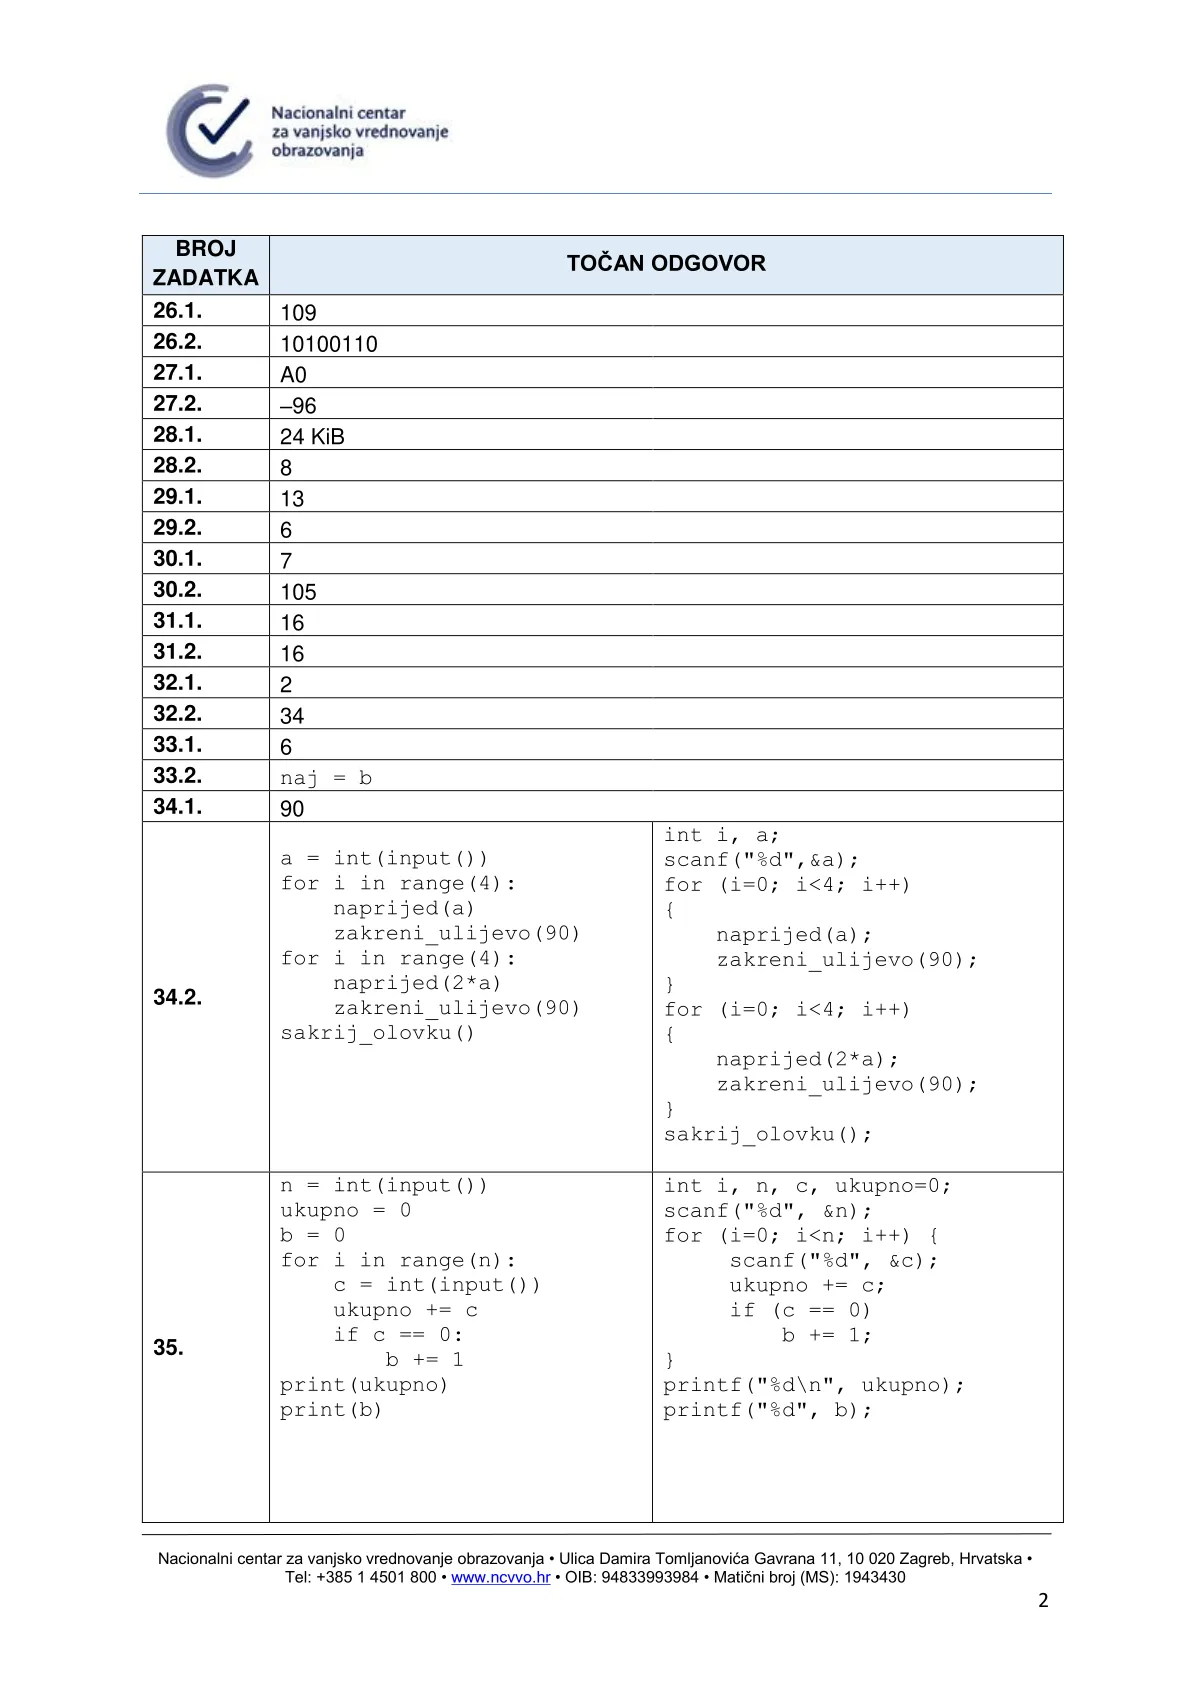 Nacionalni centar
za vanjsko vrednovanje
obrazovanja
BROJ
ZADATKA
TOČAN ODGOVOR
26.1.
109
26.2.
10100110
27.1.
A0
27.2.
–96
28.1.
24 KiB
28.2.
8
29.1.
13
29.2.
6
30.1.
7
30.2.
105
31.1.
16
31.2.
16
32.1.
2
32.2.
34
33.1.
6
33.2.
naj = b
34.1.
90
34.2.
a = int(input())
for i in range(4):
    naprijed(a)
    zakreni_ulijevo(90)
for i in range(4):
    naprijed(2*a)
    zakreni_ulijevo(90)
sakrij_olovku()
int i, a;
scanf("%d",&a);
for (i=0; i<4; i++)
{
    naprijed(a);
    zakreni_ulijevo(90);
}
for (i=0; i<4; i++)
{
    naprijed(2*a);
    zakreni_ulijevo(90);
}
sakrij_olovku();
35.
n = int(input())
ukupno = 0
b = 0
for i in range(n):
    c = int(input())
    ukupno += c
    if c == 0:
        b += 1
print(ukupno)
print(b)
int i, n, c, ukupno=0;
scanf("%d", &n);
for (i=0; i<n; i++) {
     scanf("%d", &c);
     ukupno += c;
     if (c == 0)
         b += 1;
}
printf("%d\n", ukupno);
printf("%d", b);
Nacionalni centar za vanjsko vrednovanje obrazovanja • Ulica Damira Tomljanovića Gavrana 11, 10 020 Zagreb, Hrvatska •
Tel: +385 1 4501 800 • www.ncvvo.hr • OIB: 94833993984 • Matični broj (MS): 1943430
2